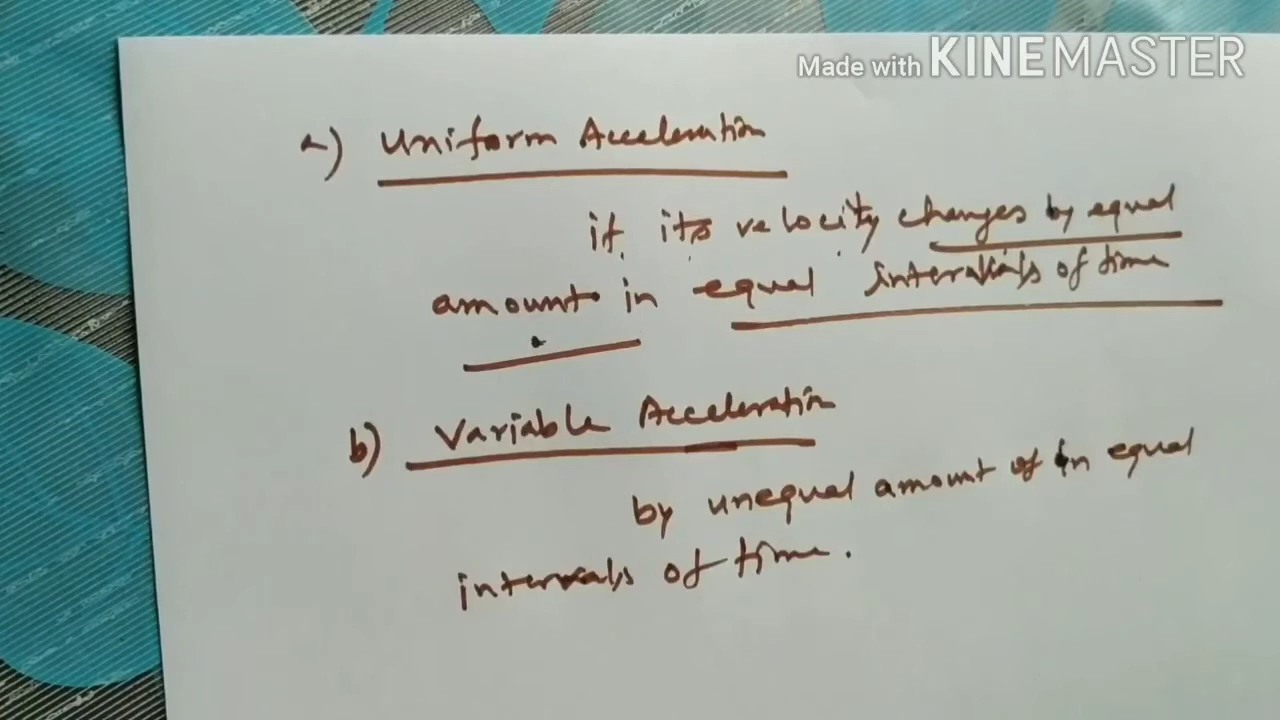 Made with KINEMASTER
a) Uniform Acceleration
if its velocity changes by equal
amount in equal intervals of time
b) Variable Acceleration
by unequal amount of in equal
intervals of time.